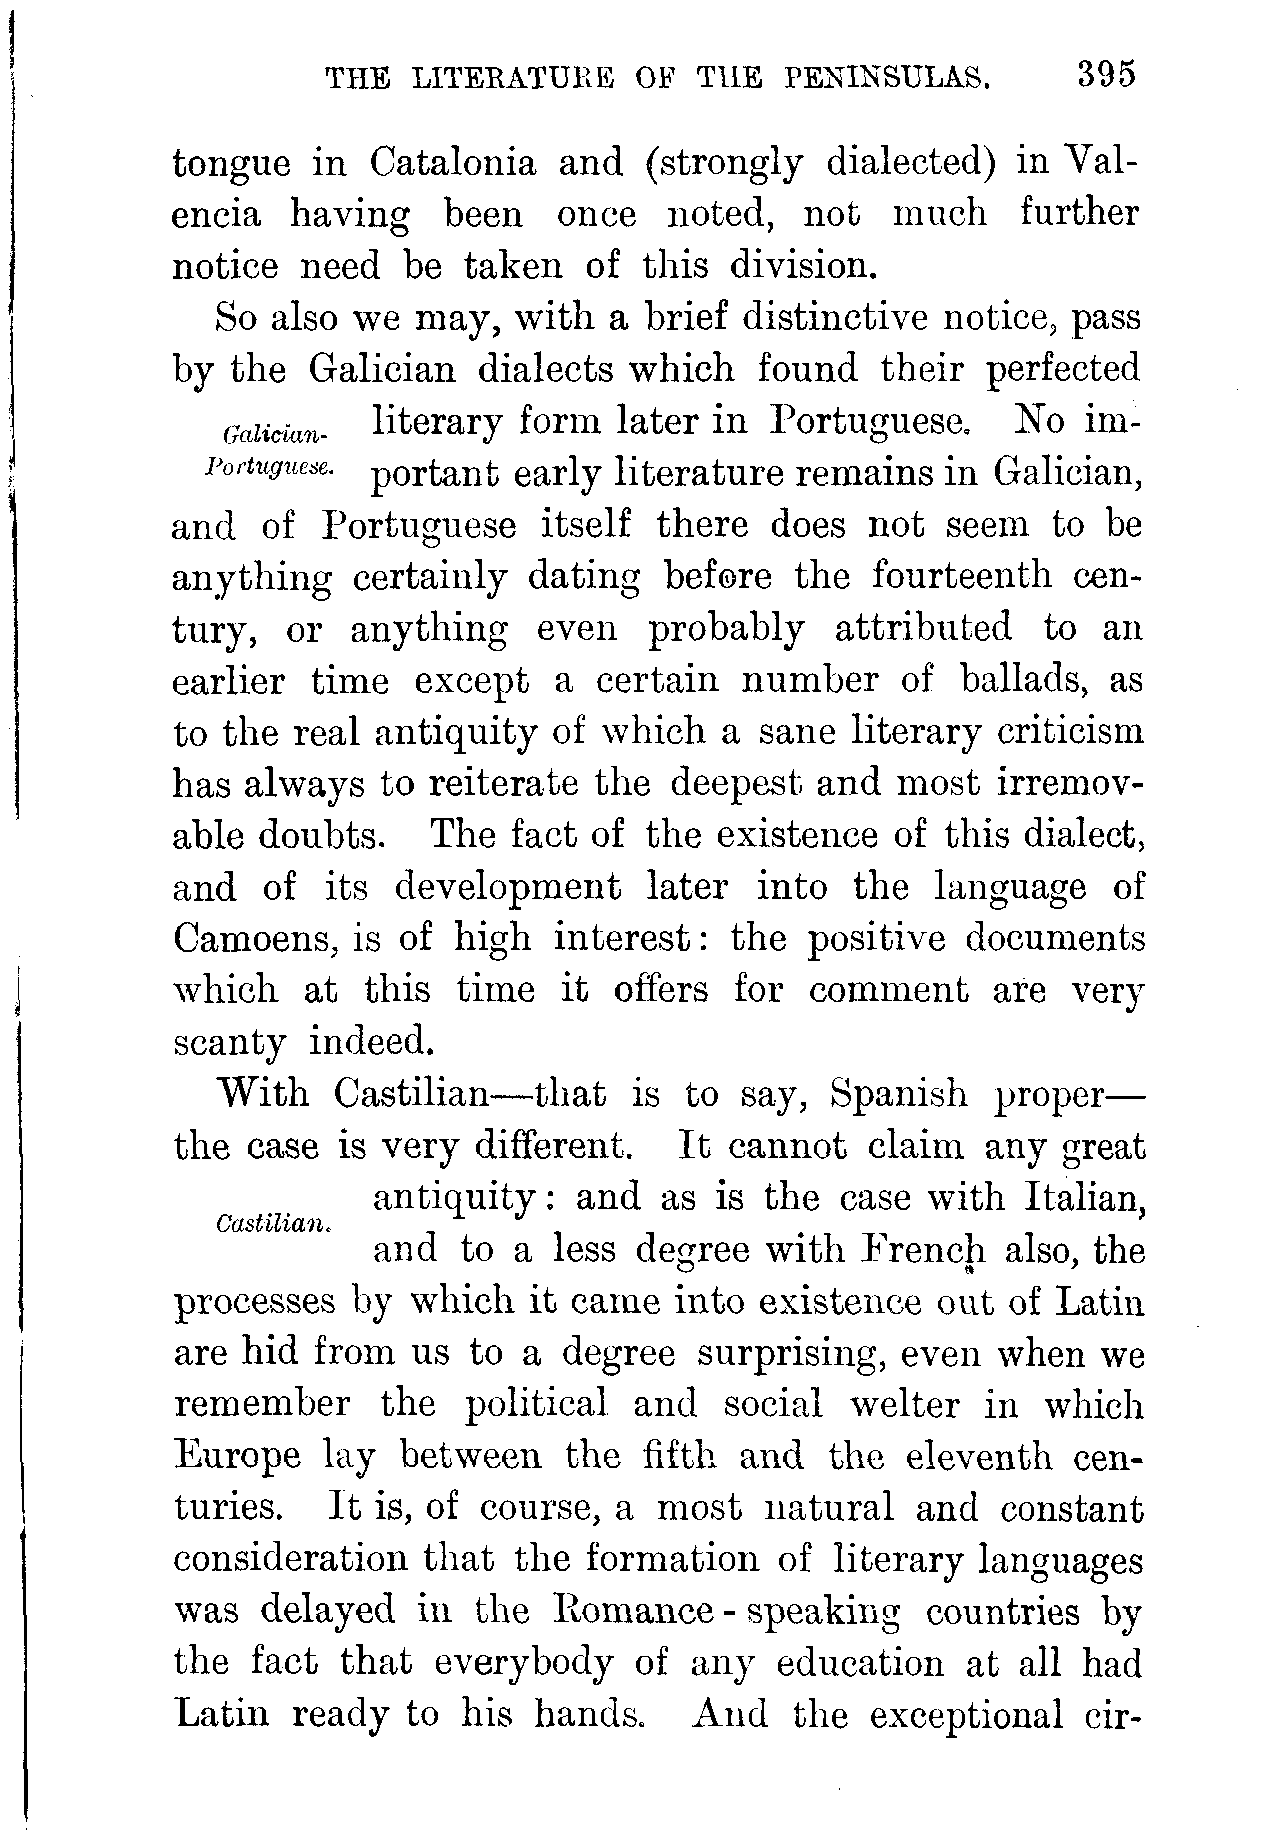 THE LITERATURE OF THE PENINSULAS. 395
tongue in Catalonia and (strongly dialected) in Val-
encia having been once noted, not much further
notice need be taken of this division.
So also we may, with a brief distinctive notice, pass
by the Galician dialects which found their perfected
literary form later in Portuguese. No im-
Galician-
Portuguese.
portant early literature remains in Galician,
and of Portuguese itself there does not seem to be
anything certainly dating before the fourteenth cen-
tury, or anything even probably attributed to an
earlier time except a certain number of ballads, as
to the real antiquity of which a sane literary criticism
has always to reiterate the deepest and most irremov-
able doubts. The fact of the existence of this dialect,
and of its development later into the language of
Camoens, is of high interest: the positive documents
which at this time it offers for comment are very
scanty indeed.
With Castilian—that is to say, Spanish proper—
the case is very different. It cannot claim any great
antiquity: and as is the case with Italian,
Castilian.
and to a less degree with French also, the
processes by which it came into existence out of Latin
are hid from us to a degree surprising, even when we
remember the political and social welter in which
Europe lay between the fifth and the eleventh cen-
turies. It is, of course, a most natural and constant
consideration that the formation of literary languages
was delayed in the Romance-speaking countries by
the fact that everybody of any education at all had
Latin ready to his hands. And the exceptional cir-